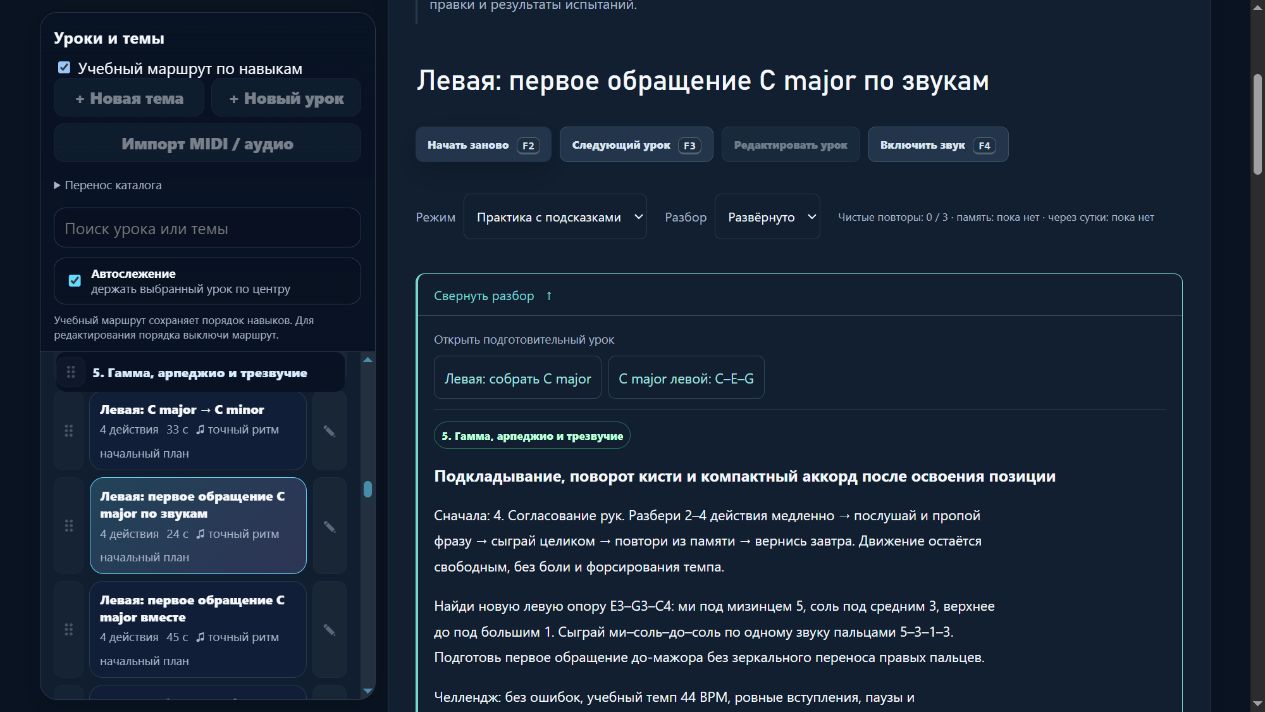 Уроки и темы
Учебный маршрут по навыкам
+ Новая тема
+ Новый урок
Импорт MIDI / аудио
Перенос каталога
Поиск урока или темы
Автослежение
держать выбранный урок по центру
Учебный маршрут сохраняет порядок навыков. Для
редактирования порядка выключи маршрут.
5. Гамма, арпеджио и трезвучие
Левая: C major → C minor
4 действия 33 с ♫ точный ритм
начальный план
Левая: первое обращение C
major по звукам
4 действия 24 с ♫ точный ритм
начальный план
Левая: первое обращение C
major вместе
4 действия 45 с ♫ точный ритм
начальный план
правки и результаты испытаний.
Левая: первое обращение C major по звукам
Начать заново F2
Следующий урок F3
Редактировать урок
Включить звук F4
Режим
Практика с подсказками
Разбор
Развёрнуто
Чистые повторы: 0 / 3 · память: пока нет · через сутки: пока нет
Свернуть разбор ↑
Открыть подготовительный урок
Левая: собрать C major
C major левой: C–E–G
5. Гамма, арпеджио и трезвучие
Подкладывание, поворот кисти и компактный аккорд после освоения позиции
Сначала: 4. Согласование рук. Разбери 2–4 действия медленно → послушай и пропой
фразу → сыграй целиком → повтори из памяти → вернись завтра. Движение остаётся
свободным, без боли и форсирования темпа.
Найди новую левую опору E3–G3–C4: ми под мизинцем 5, соль под средним 3, верхнее
до под большим 1. Сыграй ми–соль–до–соль по одному звуку пальцами 5–3–1–3.
Подготовь первое обращение до-мажора без зеркального переноса правых пальцев.
Челлендж: без ошибок, учебный темп 44 BPM, ровные вступления, паузы и